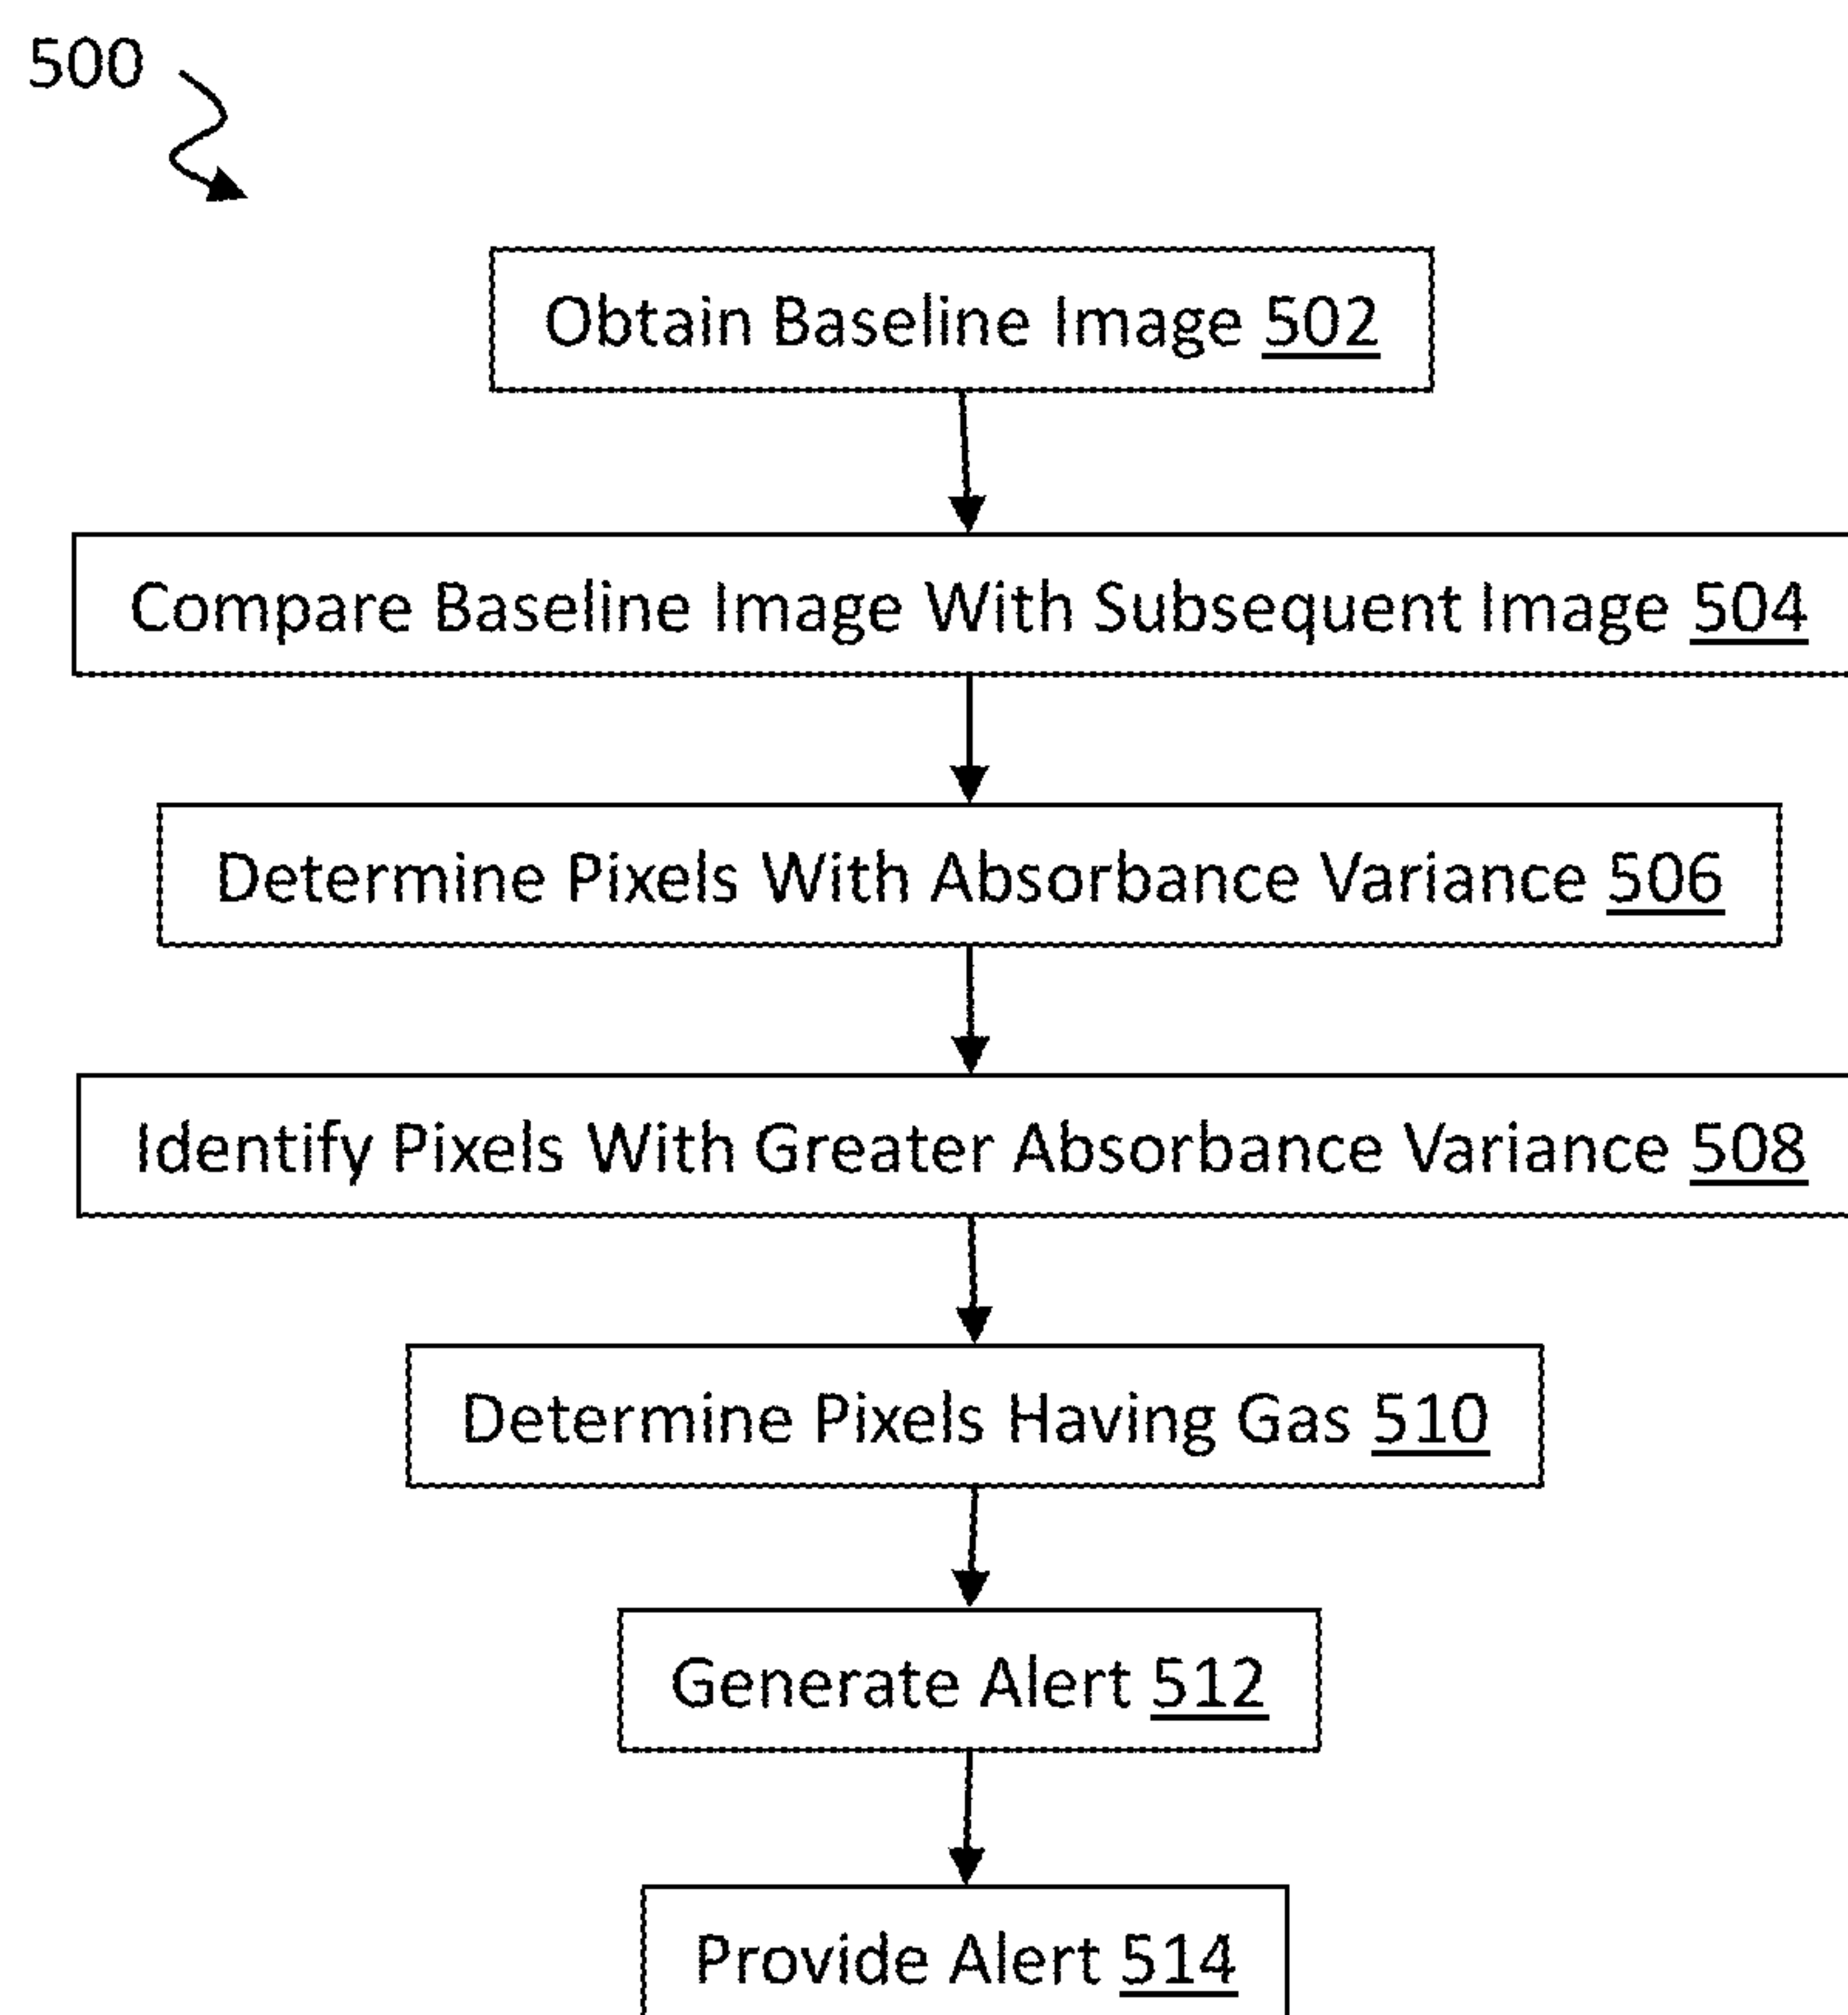 500
Obtain Baseline Image 502
Compare Baseline Image With Subsequent Image 504
Determine Pixels With Absorbance Variance 506
Identify Pixels With Greater Absorbance Variance 508
Determine Pixels Having Gas 510
Generate Alert 512
Provide Alert 514